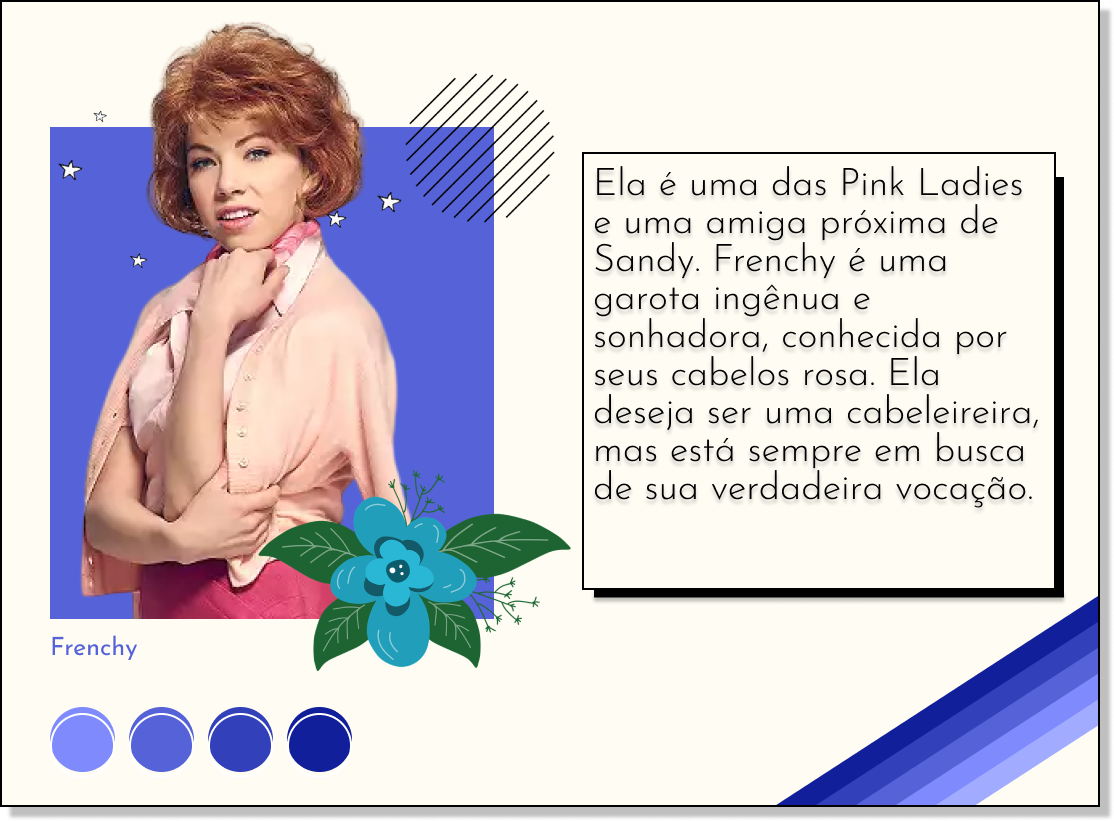 Ela é uma das Pink Ladies
e uma amiga próxima de
Sandy. Frenchy é uma
garota ingênua e
sonhadora, conhecida por
seus cabelos rosa. Ela
deseja ser uma cabeleireira,
mas está sempre em busca
de sua verdadeira vocação.
Frenchy